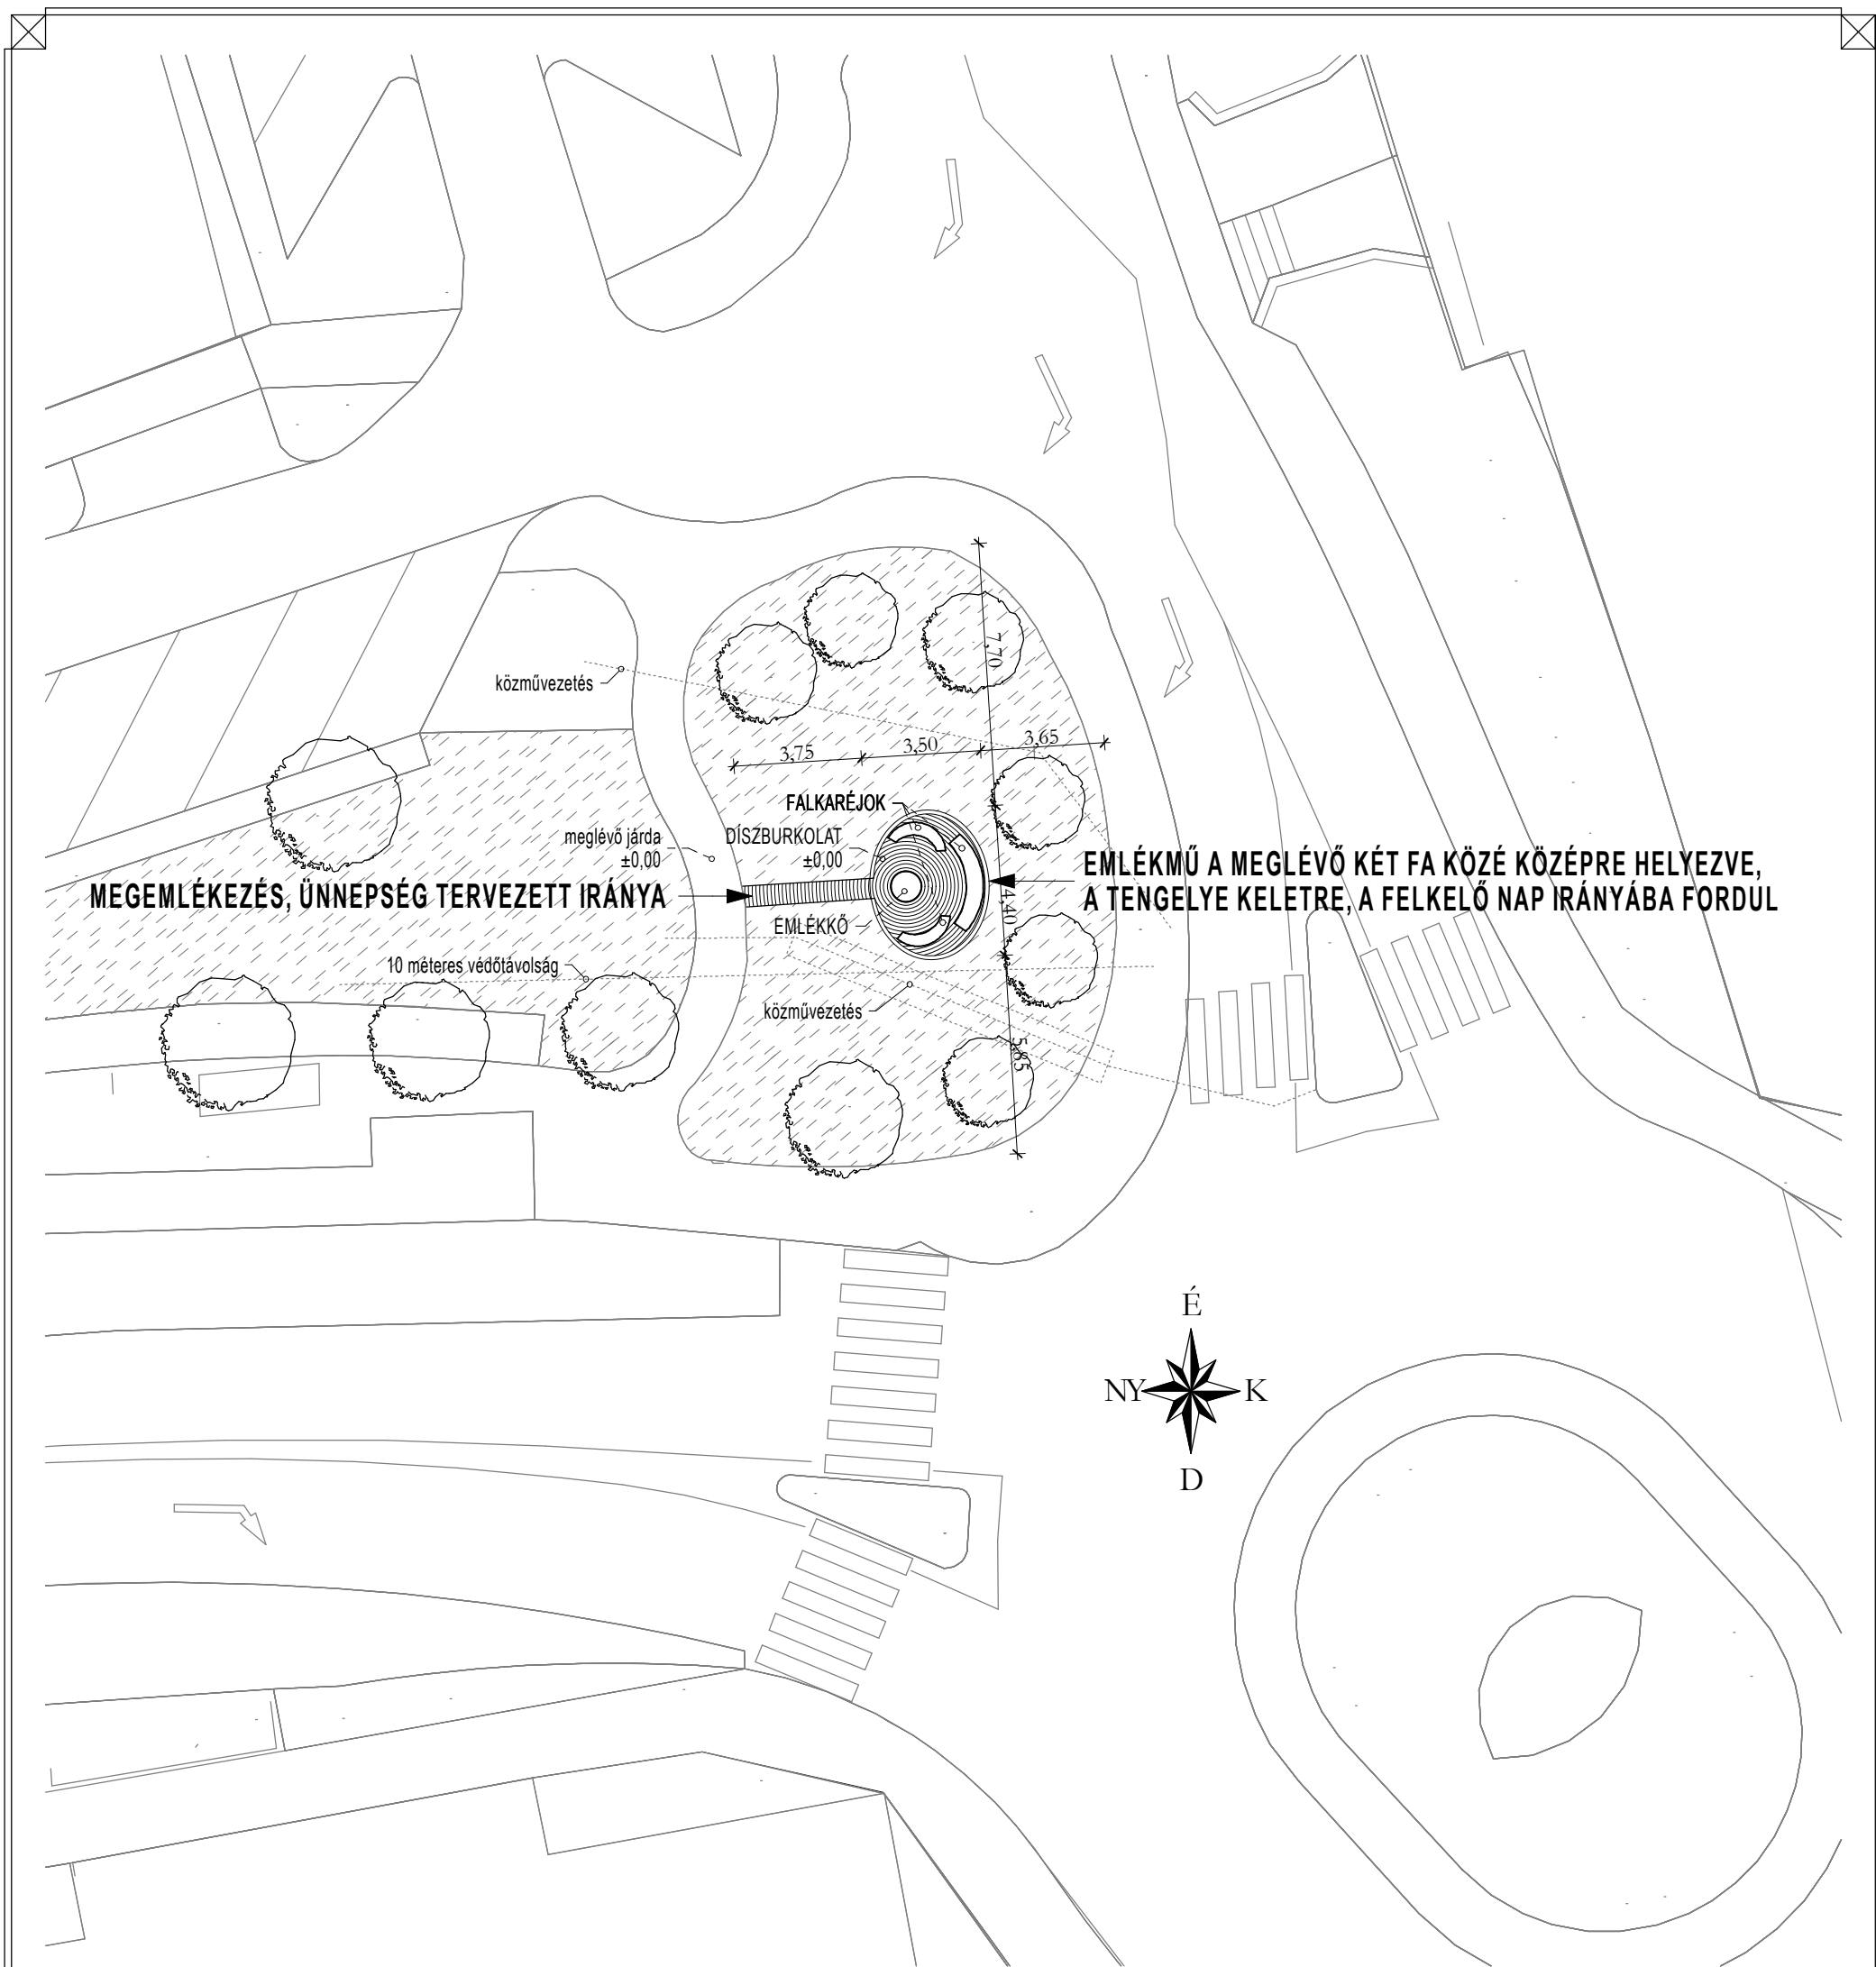 7,70
közművezetés
3,75
3,50
3,65
FALKARÉJOK
meglévő járda
±0,00
DÍSZBURKOLAT
±0,00
EMLÉKMŰ A MEGLÉVŐ KÉT FA KÖZÉ KÖZÉPRE HELYEZVE,
A TENGELYE KELETRE, A FELKELŐ NAP IRÁNYÁBA FORDUL
MEGEMLÉKEZÉS, ÜNNEPSÉG TERVEZETT IRÁNYA
4,40
EMLÉKKŐ
10 méteres védőtávolság
közművezetés
5,85
É
NY
K
D